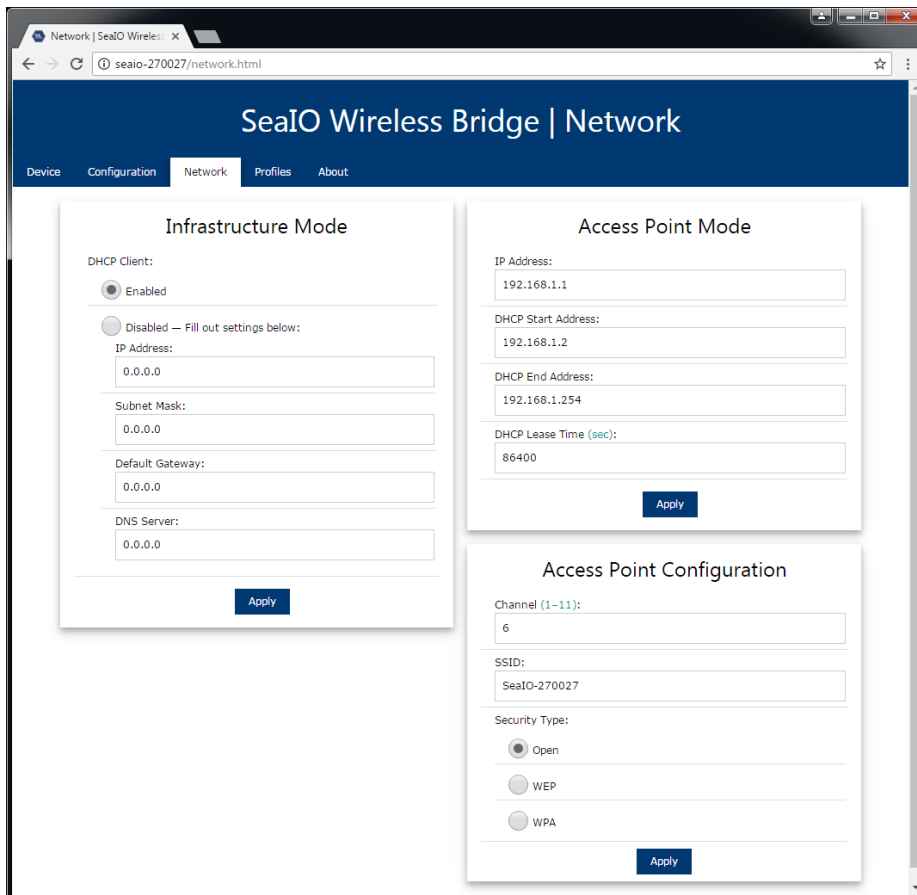 Network | SeaIO Wireles
seaio-270027/network.html
SeaIO Wireless Bridge | Network
Device Configuration Network Profiles About
Infrastructure Mode
DHCP Client:
Enabled
Disabled — Fill out settings below:
IP Address:
0.0.0.0
Subnet Mask:
0.0.0.0
Default Gateway:
0.0.0.0
DNS Server:
0.0.0.0
Apply
Access Point Mode
IP Address:
192.168.1.1
DHCP Start Address:
192.168.1.2
DHCP End Address:
192.168.1.254
DHCP Lease Time (sec):
86400
Apply
Access Point Configuration
Channel (1–11):
6
SSID:
SeaIO-270027
Security Type:
Open
WEP
WPA
Apply